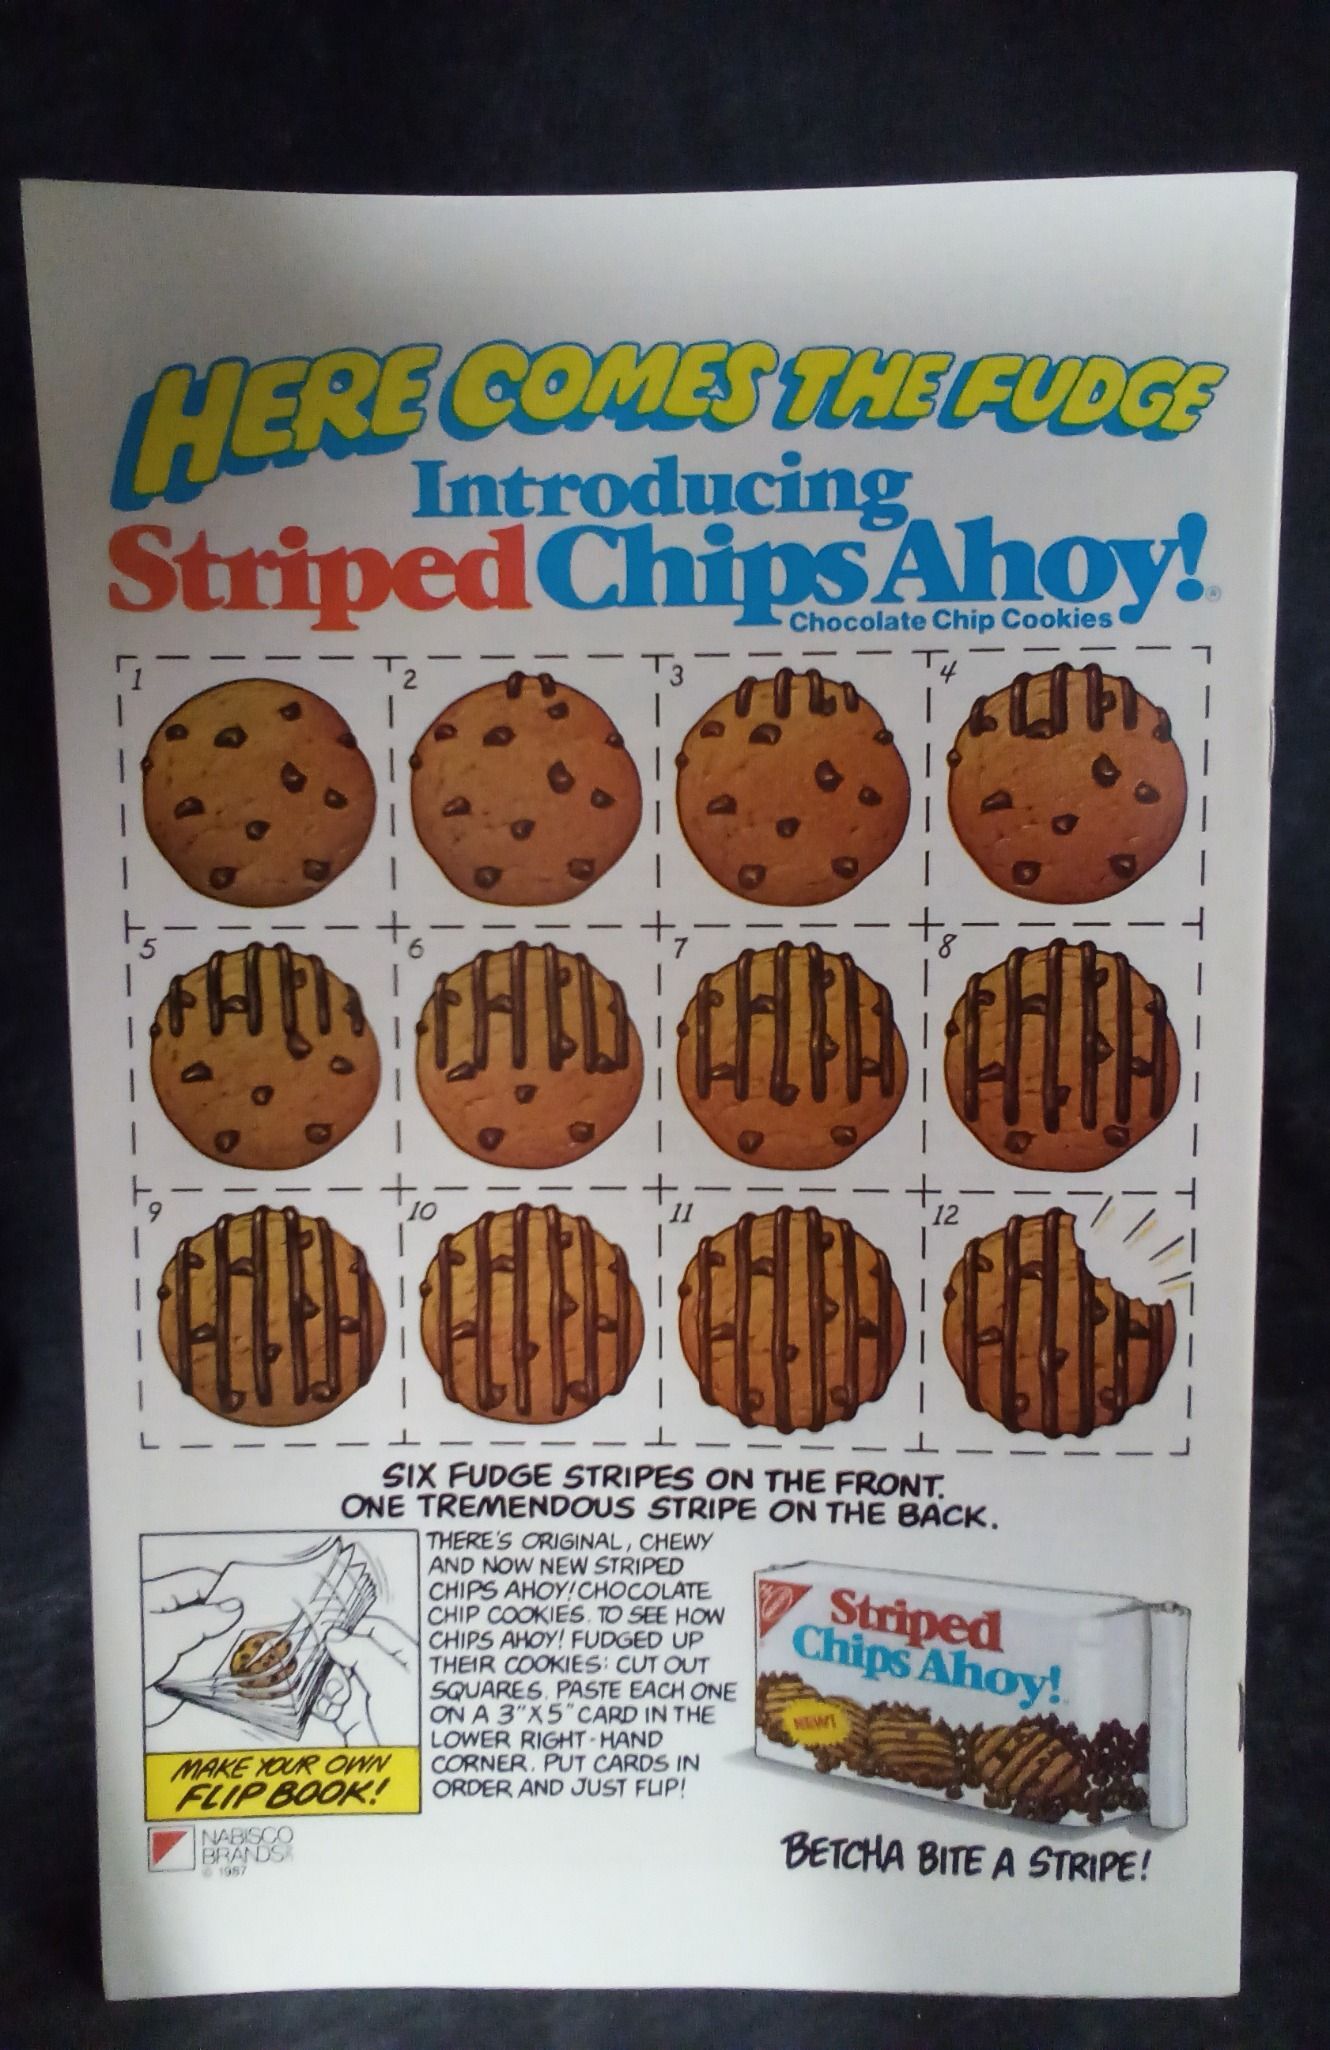 HERE COMES THE FUDGE
Introducing
Striped Chips Ahoy!®
Chocolate Chip Cookies
1
2
3
4
5
6
7
8
9
10
11
12
SIX FUDGE STRIPES ON THE FRONT.
ONE TREMENDOUS STRIPE ON THE BACK.
THERE'S ORIGINAL, CHEWY
AND NOW NEW STRIPED
CHIPS AHOY! CHOCOLATE
CHIP COOKIES. TO SEE HOW
CHIPS AHOY! FUDGED UP
THEIR COOKIES: CUT OUT
SQUARES. PASTE EACH ONE
ON A 3"X5" CARD IN THE
LOWER RIGHT-HAND
CORNER. PUT CARDS IN
ORDER AND JUST FLIP!
MAKE YOUR OWN
FLIP BOOK!
Striped
Chips Ahoy!
NEW!
NABISCO
BRANDS
© 1987
BETCHA BITE A STRIPE!